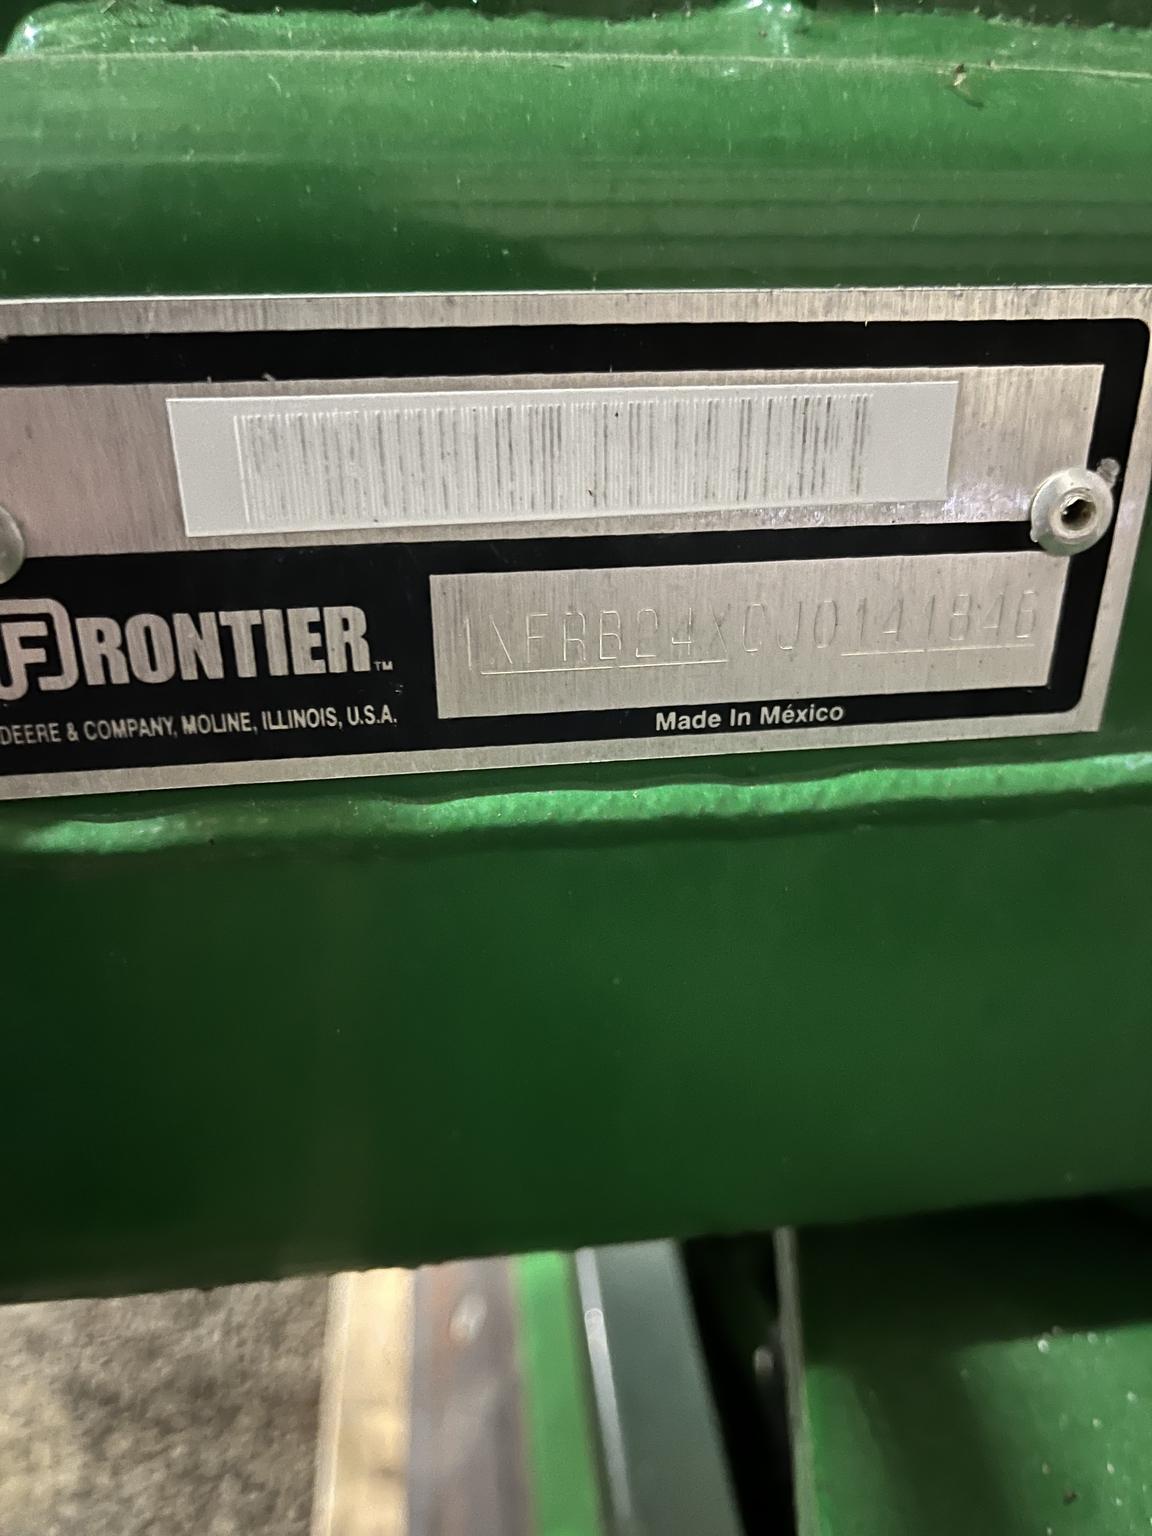 FRONTIER™
DEERE & COMPANY, MOLINE, ILLINOIS, U.S.A.
1XFRB24XCJ0141846
Made In México